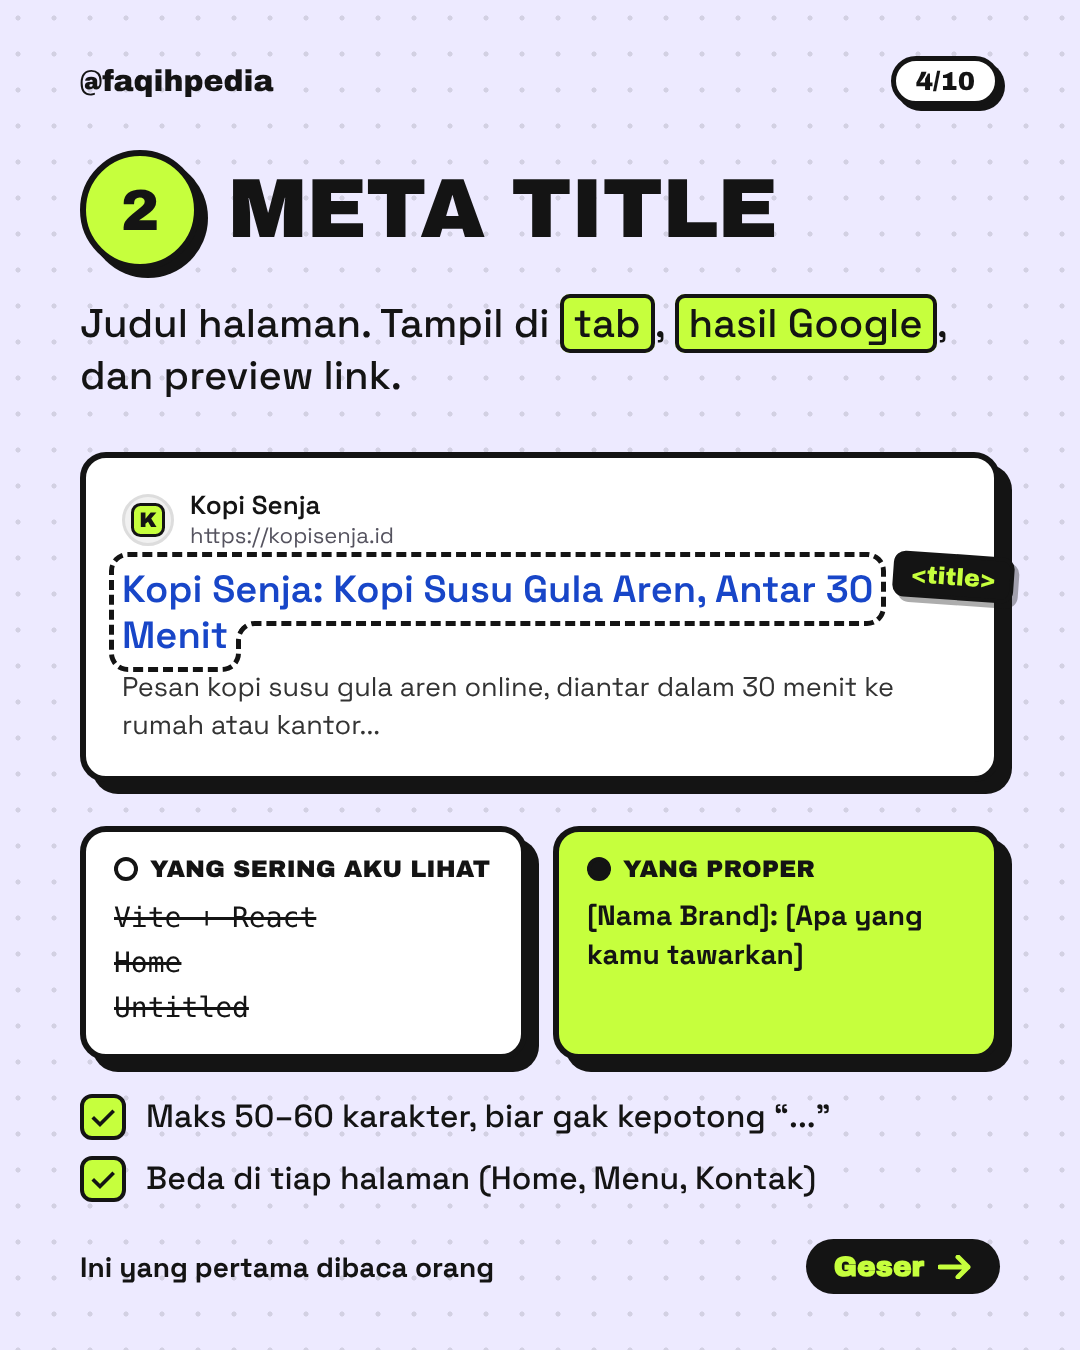 @faqihpedia
4/10
2
META TITLE
Judul halaman. Tampil di tab, hasil Google,
dan preview link.
K
Kopi Senja
https://kopisenja.id
Kopi Senja: Kopi Susu Gula Aren, Antar 30
Menit
<title>
Pesan kopi susu gula aren online, diantar dalam 30 menit ke
rumah atau kantor...
YANG SERING AKU LIHAT
Vite + React
Home
Untitled
YANG PROPER
[Nama Brand]: [Apa yang
kamu tawarkan]
Maks 50–60 karakter, biar gak kepotong “...”
Beda di tiap halaman (Home, Menu, Kontak)
Ini yang pertama dibaca orang
Geser →